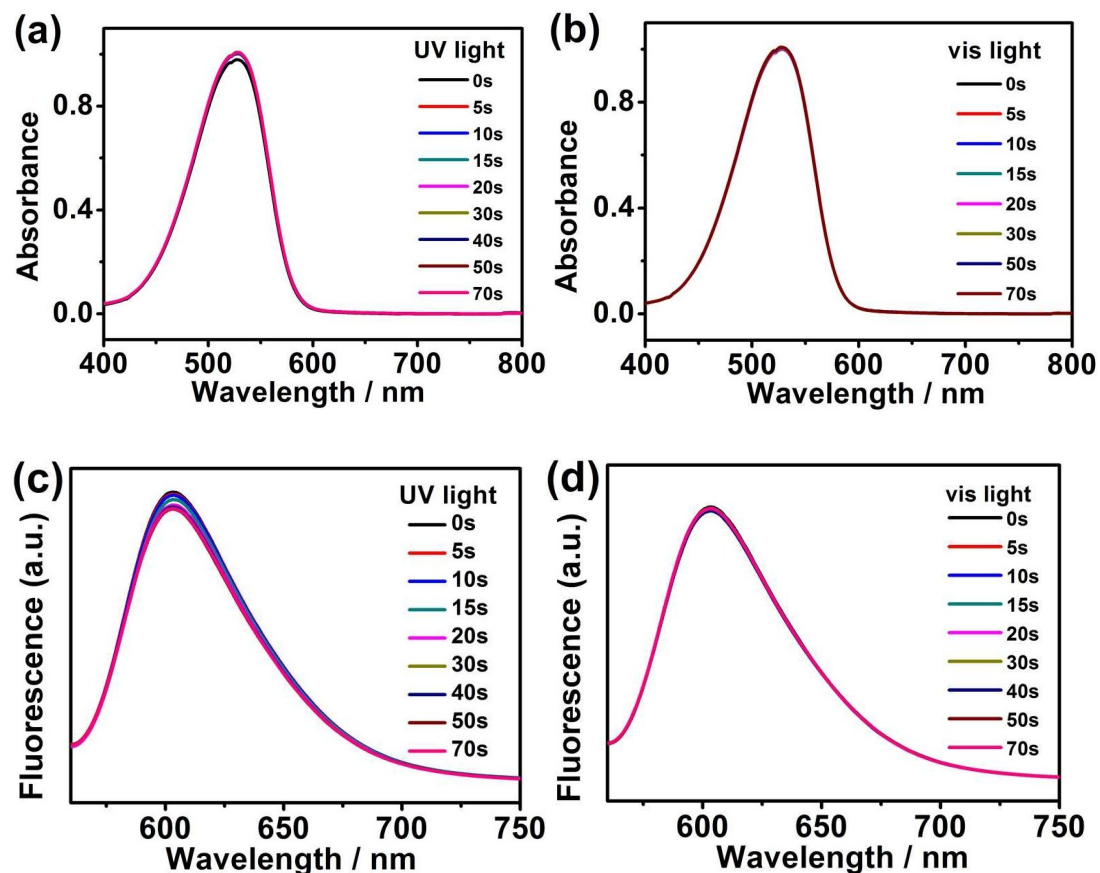 (a)
UV light
0s
5s
10s
15s
20s
30s
40s
50s
70s
0.8
0.4
0.0
Absorbance
400 500 600 700 800
Wavelength / nm
(b)
vis light
0s
5s
10s
15s
20s
30s
50s
70s
0.8
0.4
0.0
Absorbance
400 500 600 700 800
Wavelength / nm
(c)
UV light
0s
5s
10s
15s
20s
30s
40s
50s
70s
Fluorescence (a.u.)
600 650 700 750
Wavelength / nm
(d)
vis light
0s
5s
10s
15s
20s
30s
40s
50s
70s
Fluorescence (a.u.)
600 650 700 750
Wavelength / nm